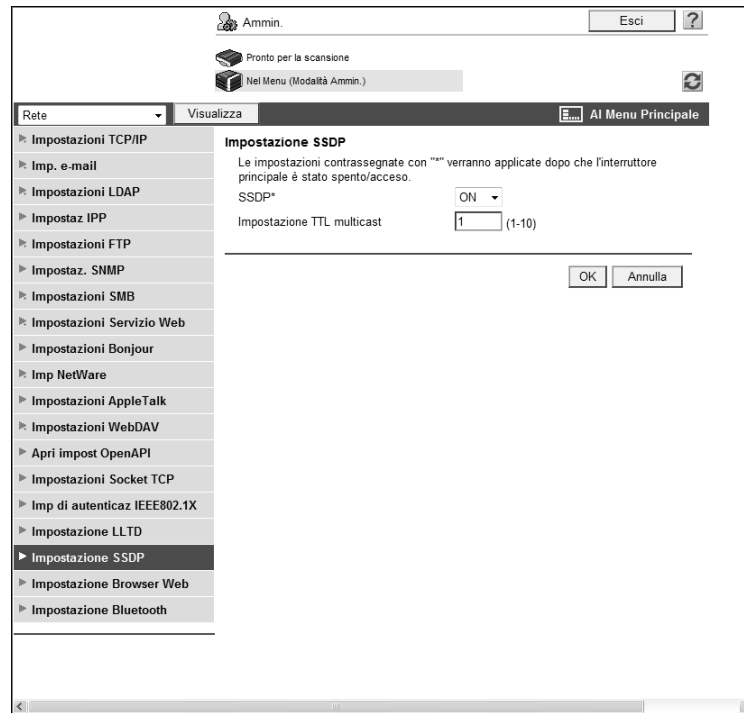 Ammin.
Esci
?
Pronto per la scansione
Nel Menu (Modalità Ammin.)
Rete
Visualizza
Al Menu Principale
Impostazioni TCP/IP
Imp. e-mail
Impostazioni LDAP
Impostaz IPP
Impostazioni FTP
Impostaz. SNMP
Impostazioni SMB
Impostazioni Servizio Web
Impostazioni Bonjour
Imp NetWare
Impostazioni AppleTalk
Impostazioni WebDAV
Apri impost OpenAPI
Impostazioni Socket TCP
Imp di autenticaz IEEE802.1X
Impostazione LLTD
Impostazione SSDP
Impostazione Browser Web
Impostazione Bluetooth
Impostazione SSDP
Le impostazioni contrassegnate con "*" verranno applicate dopo che l'interruttore
principale è stato spento/acceso.
SSDP*
ON
Impostazione TTL multicast
1
(1-10)
OK
Annulla